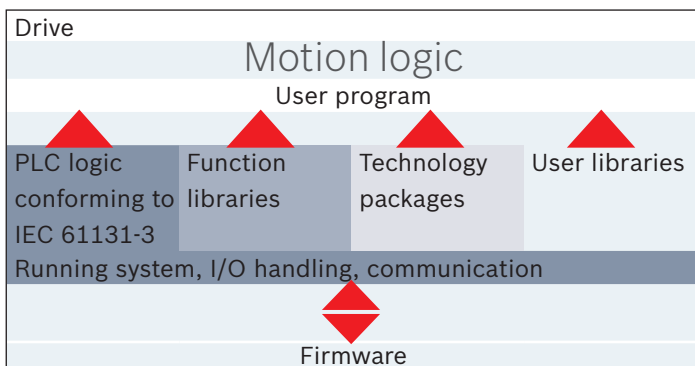 Drive
Motion logic
User program
PLC logic
conforming to
IEC 61131-3
Function
libraries
Technology
packages
User libraries
Running system, I/O handling, communication
Firmware